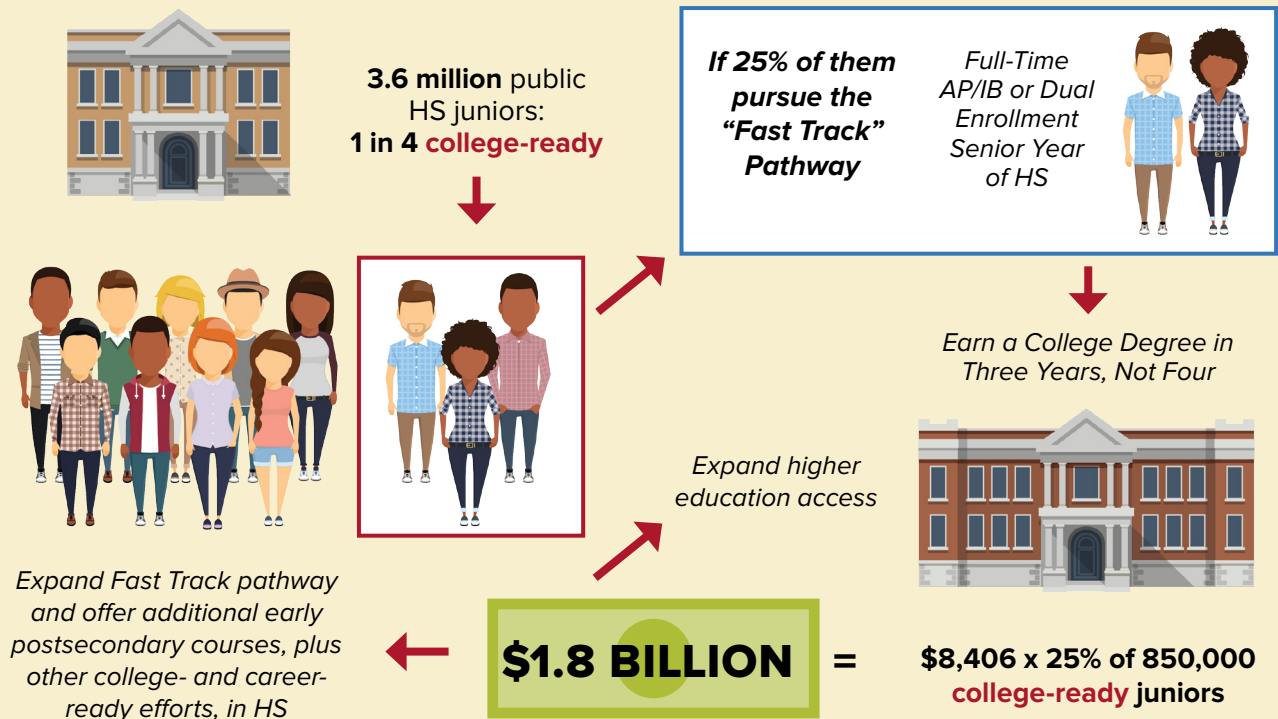 3.6 million public
HS juniors:
1 in 4 college-ready
If 25% of them
pursue the
“Fast Track”
Pathway
Full-Time
AP/IB or Dual
Enrollment
Senior Year
of HS
Earn a College Degree in
Three Years, Not Four
$8,406 x 25% of 850,000
college-ready juniors
=
$1.8 BILLION
Expand higher
education access
Expand Fast Track pathway
and offer additional early
postsecondary courses, plus
other college- and career-
ready efforts, in HS